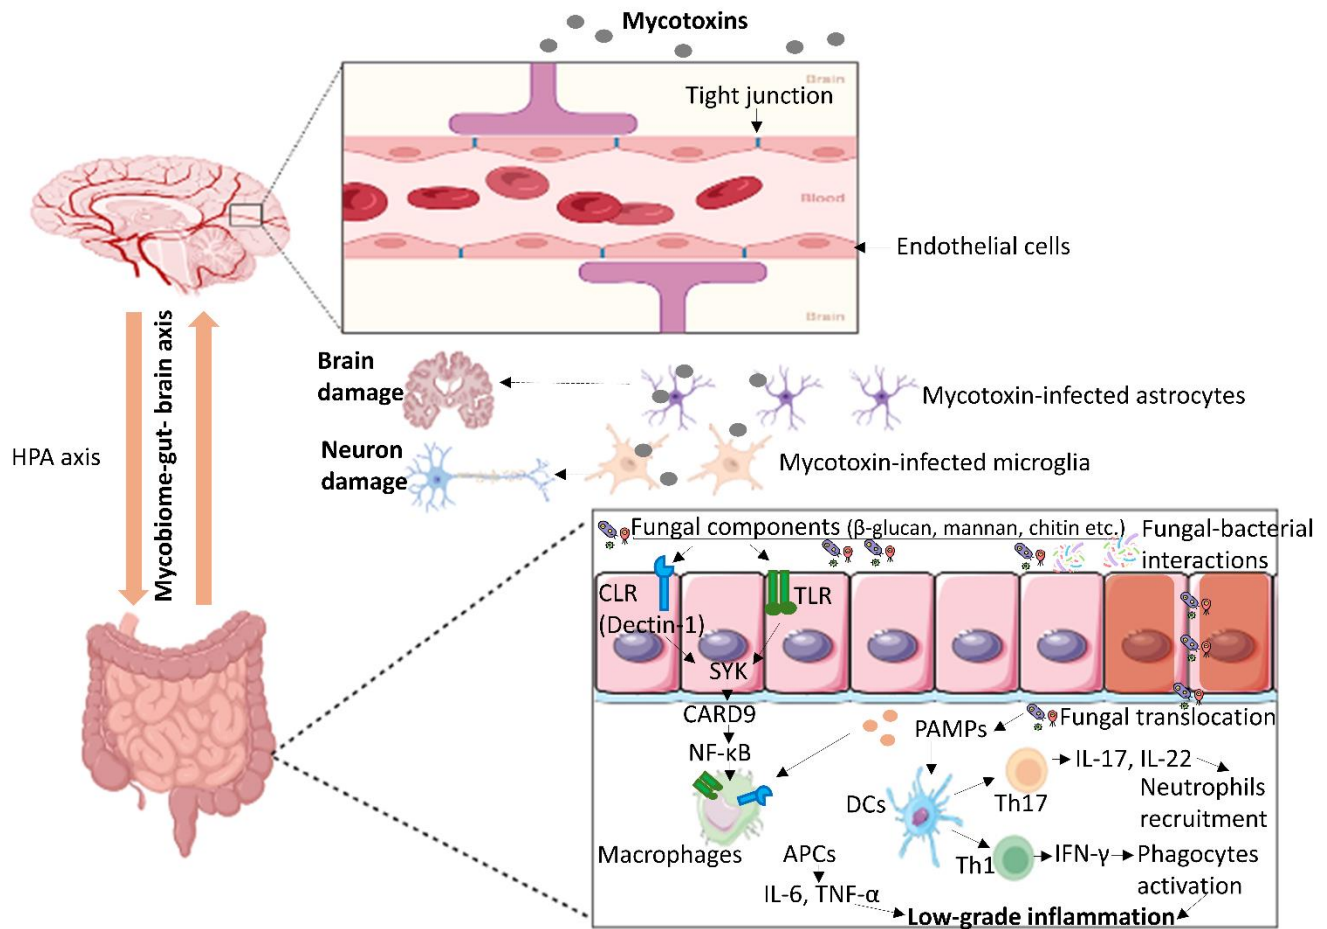 Mycotoxins
Brain
Tight junction
Blood
Endothelial cells
Brain
Mycobiome-gut- brain axis
HPA axis
Brain
damage
Mycotoxin-infected astrocytes
Neuron
damage
Mycotoxin-infected microglia
Fungal components (β-glucan, mannan, chitin etc.)
Fungal-bacterial
interactions
CLR
(Dectin-1)
TLR
SYK
CARD9
NF-κB
Macrophages
PAMPs
Fungal translocation
DCs
Th17
IL-17, IL-22
Neutrophils
recruitment
Th1
IFN-γ
Phagocytes
activation
APCs
IL-6, TNF-α
Low-grade inflammation